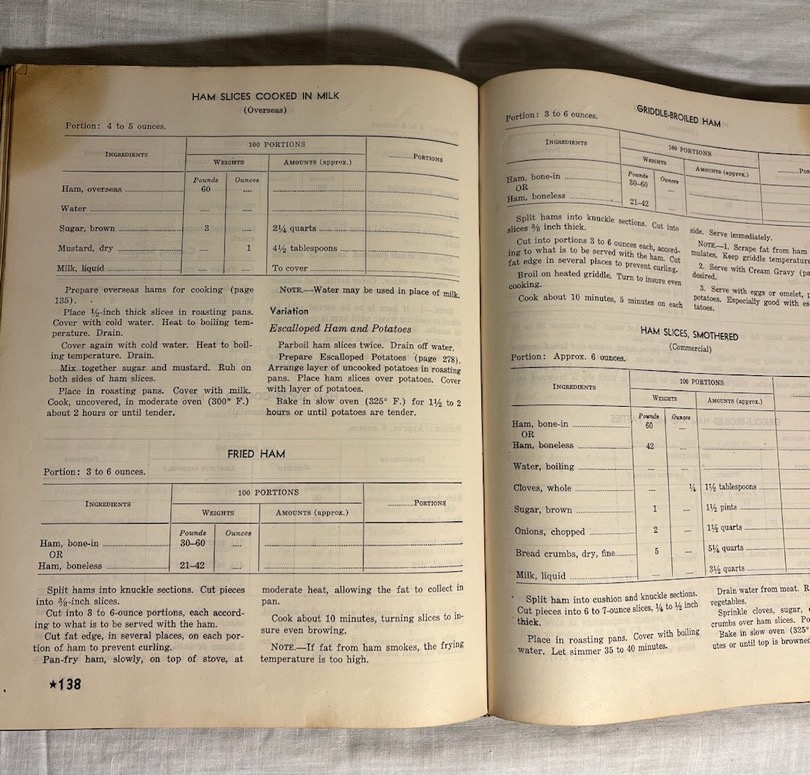 HAM SLICES COOKED IN MILK
(Overseas)
Portion: 4 to 5 ounces.
INGREDIENTS 100 PORTIONS ..........PORTIONS
WEIGHTS AMOUNTS (approx.)
Pounds Ounces
Ham, overseas 60 ....
Water .... ....
Sugar, brown 3 .... 2¼ quarts
Mustard, dry .... 1 4½ tablespoons
Milk, liquid .... .... To cover
Prepare overseas hams for cooking (page
135).
Place ½-inch thick slices in roasting pans.
Cover with cold water. Heat to boiling tem-
perature. Drain.
Cover again with cold water. Heat to boil-
ing temperature. Drain.
Mix together sugar and mustard. Rub on
both sides of ham slices.
Place in roasting pans. Cover with milk.
Cook, uncovered, in moderate oven (300° F.)
about 2 hours or until tender.
NOTE.—Water may be used in place of milk.
Variation
Escalloped Ham and Potatoes
Parboil ham slices twice. Drain off water.
Prepare Escalloped Potatoes (page 278).
Arrange layer of uncooked potatoes in roasting
pans. Place ham slices over potatoes. Cover
with layer of potatoes.
Bake in slow oven (325° F.) for 1½ to 2
hours or until potatoes are tender.
FRIED HAM
Portion: 3 to 6 ounces.
INGREDIENTS 100 PORTIONS ..........PORTIONS
WEIGHTS AMOUNTS (approx.)
Pounds Ounces
Ham, bone-in 30–60 ....
OR
Ham, boneless 21–42 ....
Split hams into knuckle sections. Cut pieces
into ⅜-inch slices.
Cut into 3 to 6-ounce portions, each accord-
ing to what is to be served with the ham.
Cut fat edge, in several places, on each por-
tion of ham to prevent curling.
Pan-fry ham, slowly, on top of stove, at
moderate heat, allowing the fat to collect in
pan.
Cook about 10 minutes, turning slices to in-
sure even browing.
NOTE.—If fat from ham smokes, the frying
temperature is too high.
★138
GRIDDLE-BROILED HAM
Portion: 3 to 6 ounces.
INGREDIENTS 100 PORTIONS
WEIGHTS AMOUNTS (approx.)
Pounds Ounces
Ham, bone-in 30–60 ....
OR
Ham, boneless 21–42
Split hams into knuckle sections. Cut into
slices ⅜ inch thick.
Cut into portions 3 to 6 ounces each, accord-
ing to what is to be served with the ham. Cut
fat edge in several places to prevent curling.
Broil on heated griddle. Turn to insure even
cooking.
Cook about 10 minutes, 5 minutes on each
side. Serve immediately.
NOTE.—1. Scrape fat from ham
mulates. Keep griddle temperature
2. Serve with Cream Gravy
desired.
3. Serve with eggs or omelet,
potatoes. Especially good with
tatoes.
HAM SLICES, SMOTHERED
(Commercial)
Portion: Approx. 6 ounces.
INGREDIENTS 100 PORTIONS
WEIGHTS AMOUNTS (approx.)
Pounds Ounces
Ham, bone-in 60 ....
OR
Ham, boneless 42
Water, boiling .... ....
Cloves, whole .... ¼ 1½ tablespoons
Sugar, brown 1 .... 1½ pints
Onions, chopped 2 .... 1½ quarts
Bread crumbs, dry, fine 5 .... 5¼ quarts
Milk, liquid .... .... 3½ quarts
Split ham into cushion and knuckle sections.
Cut pieces into 6 to 7-ounce slices, ¼ to ½ inch
thick.
Place in roasting pans. Cover with boiling
water. Let simmer 35 to 40 minutes.
Drain water from meat.
vegetables.
Sprinkle cloves, sugar,
crumbs over ham slices.
Bake in slow oven (325°
utes or until top is browned